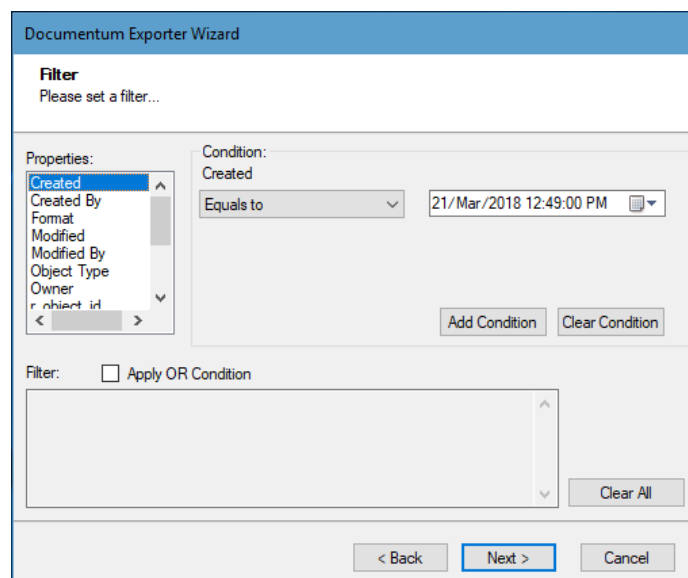 Documentum Exporter Wizard
Filter
Please set a filter...
Properties:
Created
Created By
Format
Modified
Modified By
Object Type
Owner
r_object_id
Condition:
Created
Equals to
21/Mar/2018 12:49:00 PM
Add Condition
Clear Condition
Filter:
Apply OR Condition
Clear All
< Back
Next >
Cancel